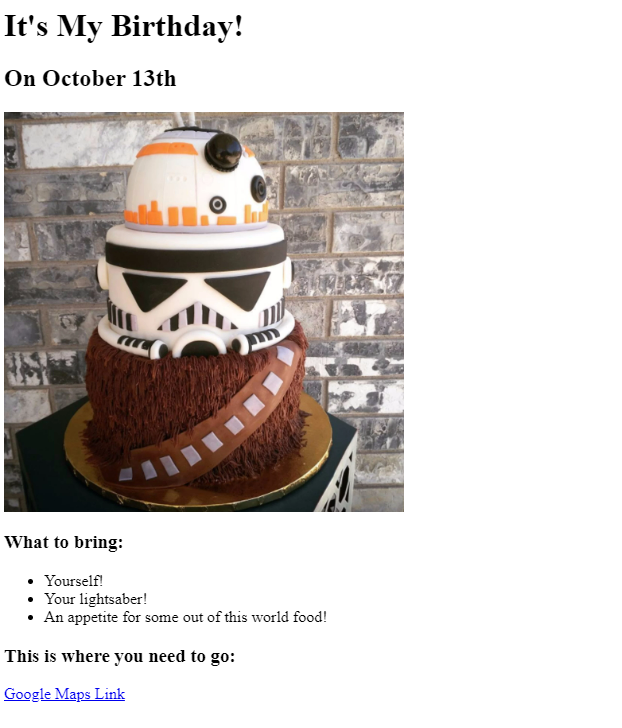 It's My Birthday!
On October 13th
What to bring:
Yourself!
Your lightsaber!
An appetite for some out of this world food!
This is where you need to go:
Google Maps Link